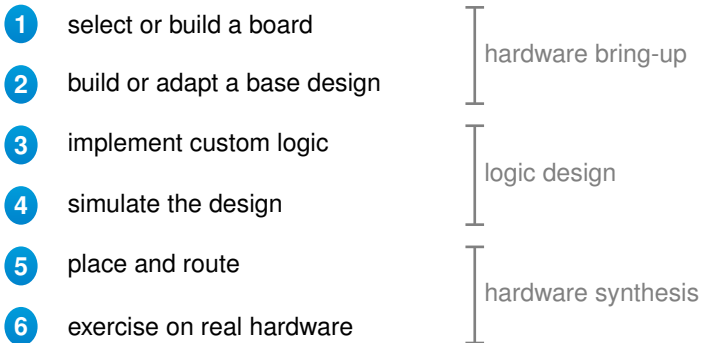 1 select or build a board
hardware bring-up
2 build or adapt a base design
3 implement custom logic
logic design
4 simulate the design
5 place and route
hardware synthesis
6 exercise on real hardware